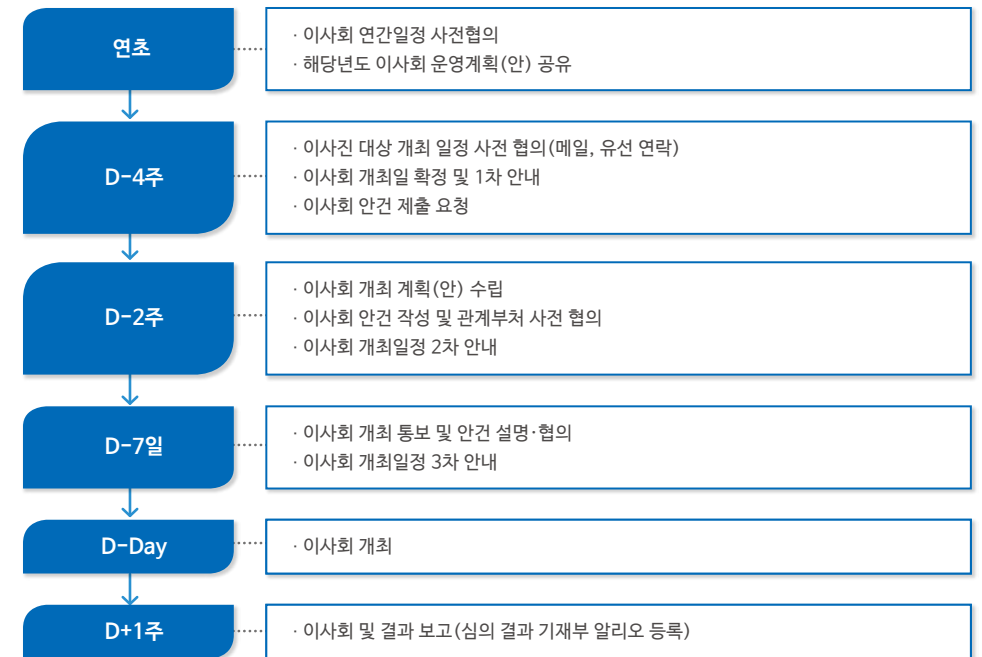 연초
· 이사회 연간일정 사전협의
· 해당년도 이사회 운영계획(안) 공유
D-4주
· 이사진 대상 개최 일정 사전 협의(메일, 유선 연락)
· 이사회 개최일 확정 및 1차 안내
· 이사회 안건 제출 요청
D-2주
· 이사회 개최 계획(안) 수립
· 이사회 안건 작성 및 관계부처 사전 협의
· 이사회 개최일정 2차 안내
D-7일
· 이사회 개최 통보 및 안건 설명·협의
· 이사회 개최일정 3차 안내
D-Day
· 이사회 개최
D+1주
· 이사회 및 결과 보고(심의 결과 기재부 알리오 등록)